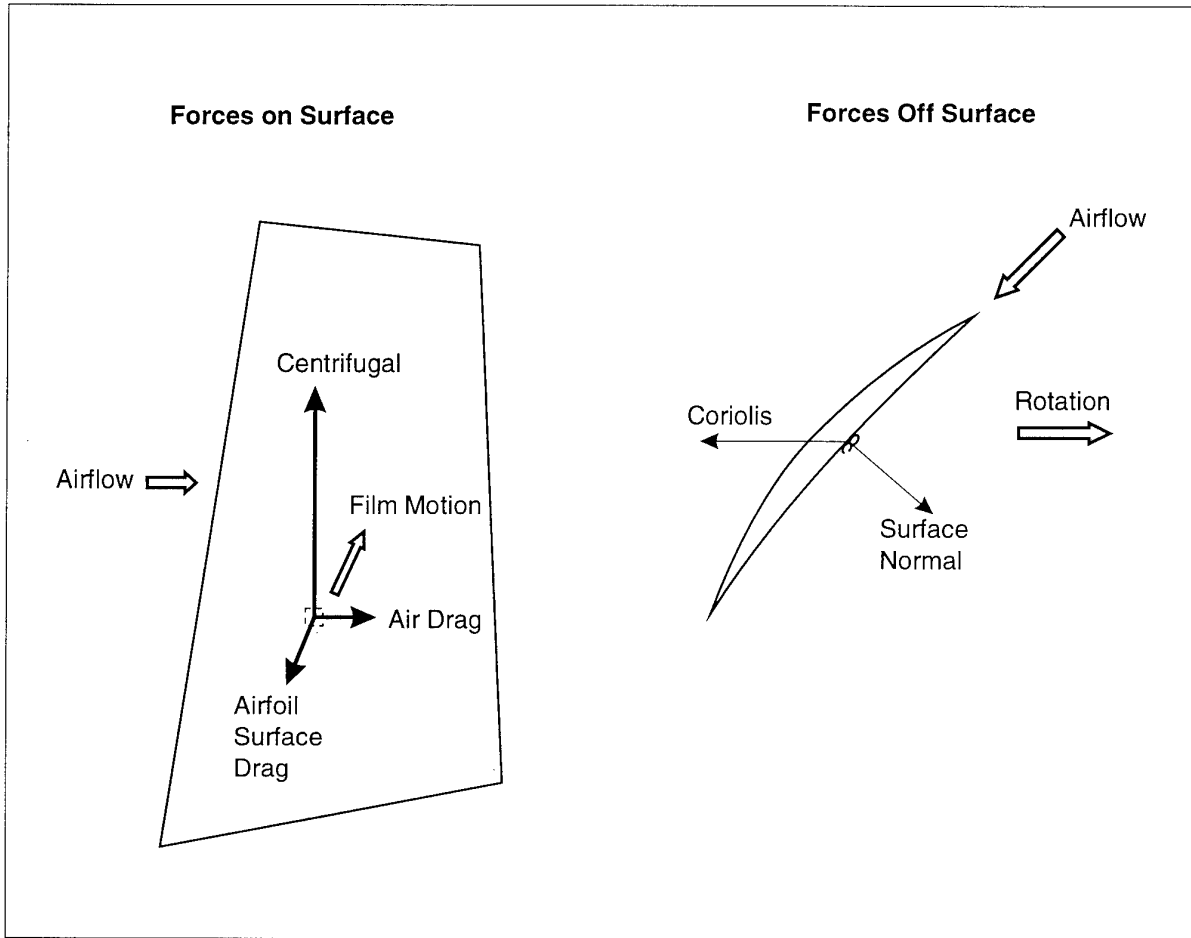 Forces on Surface
Centrifugal
Airflow
Film Motion
Air Drag
Airfoil
Surface
Drag
Forces Off Surface
Airflow
Coriolis
Rotation
Surface
Normal